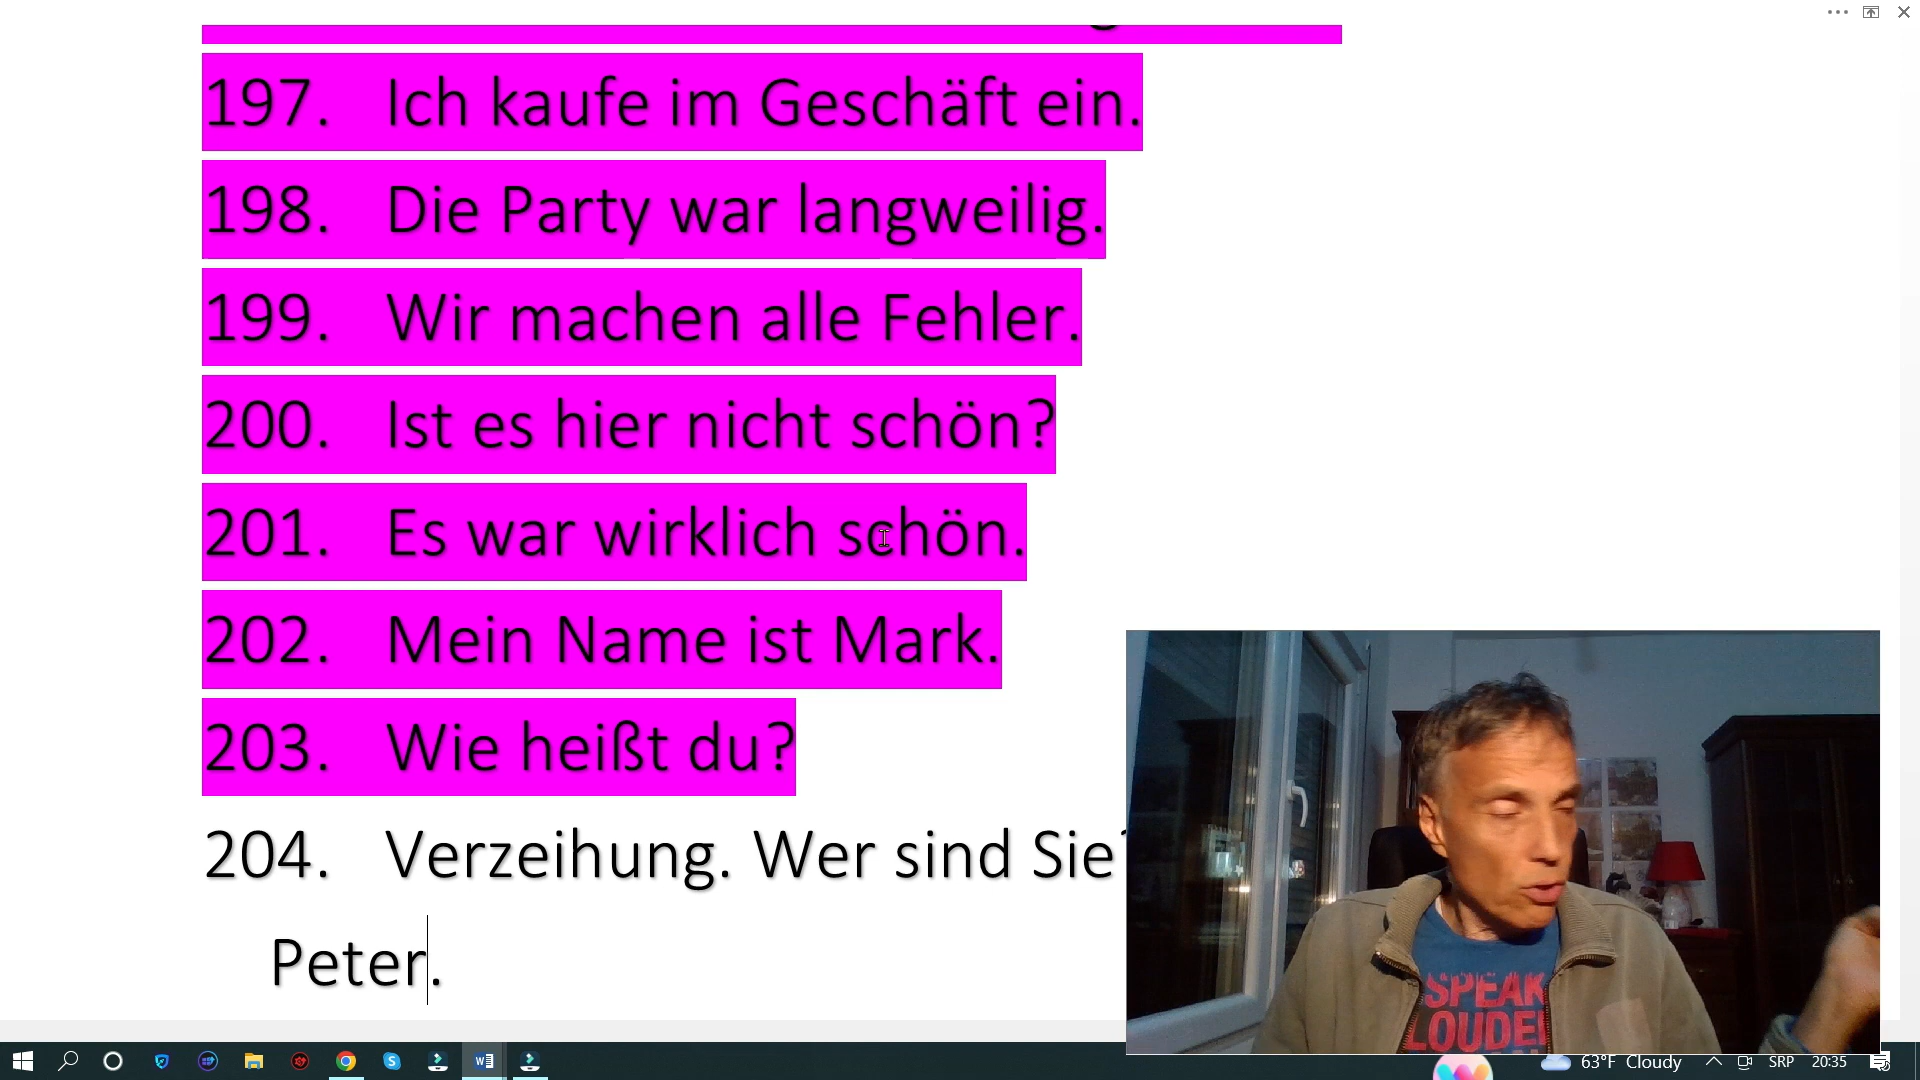 197. Ich kaufe im Geschäft ein.
198. Die Party war langweilig.
199. Wir machen alle Fehler.
200. Ist es hier nicht schön?
201. Es war wirklich schön.
202. Mein Name ist Mark.
203. Wie heißt du?
204. Verzeihung. Wer sind Sie?
Peter.
SPEAK
LOUDER
63°F Cloudy
SRP
20:35